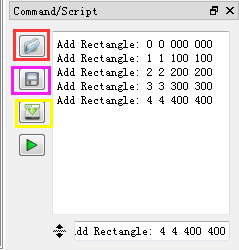 Command/Script
Add Rectangle: 0 0 000 000
Add Rectangle: 1 1 100 100
Add Rectangle: 2 2 200 200
Add Rectangle: 3 3 300 300
Add Rectangle: 4 4 400 400
dd Rectangle: 4 4 400 400